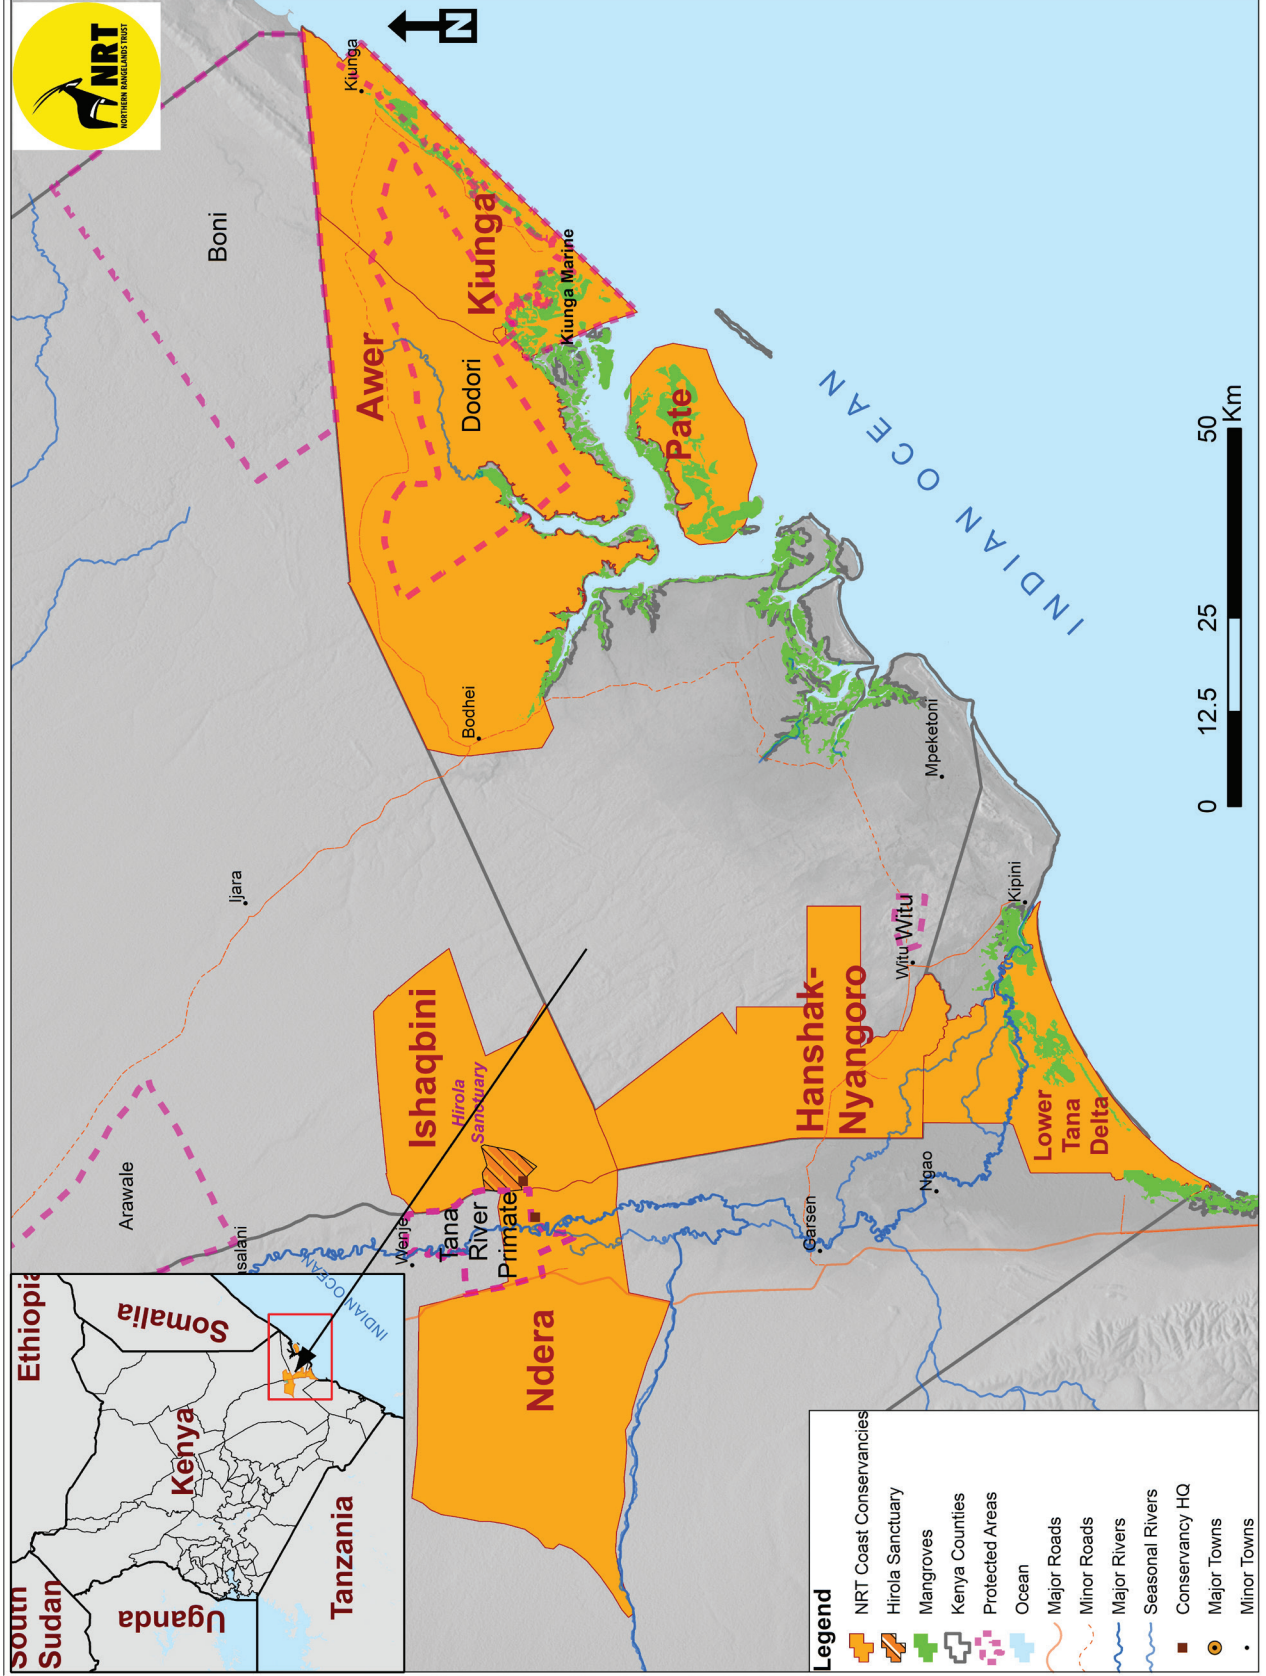 NRT
NORTHERN RANGELANDS TRUST
N
Ethiopia
South
Sudan
Somalia
Kenya
Uganda
Tanzania
INDIAN OCEAN
Boni
Kiunga
Awer
Kiunga
Kiunga Marine
Dodori
Pate
Bodhei
Ijara
Arawale
Ishaqbini
Hirola
Sanctuary
Wenje
Tana
River
Primate
Ndera
Hanshak-
Nyangoro
Witu
Witu
Mpeketoni
Kipini
Lower
Tana
Delta
Ngao
Garsen
INDIAN OCEAN
0 12.5 25 50
Km
Legend
NRT Coast Conservancies
Hirola Sanctuary
Mangroves
Kenya Counties
Protected Areas
Ocean
Major Roads
Minor Roads
Major Rivers
Seasonal Rivers
Conservancy HQ
Major Towns
Minor Towns